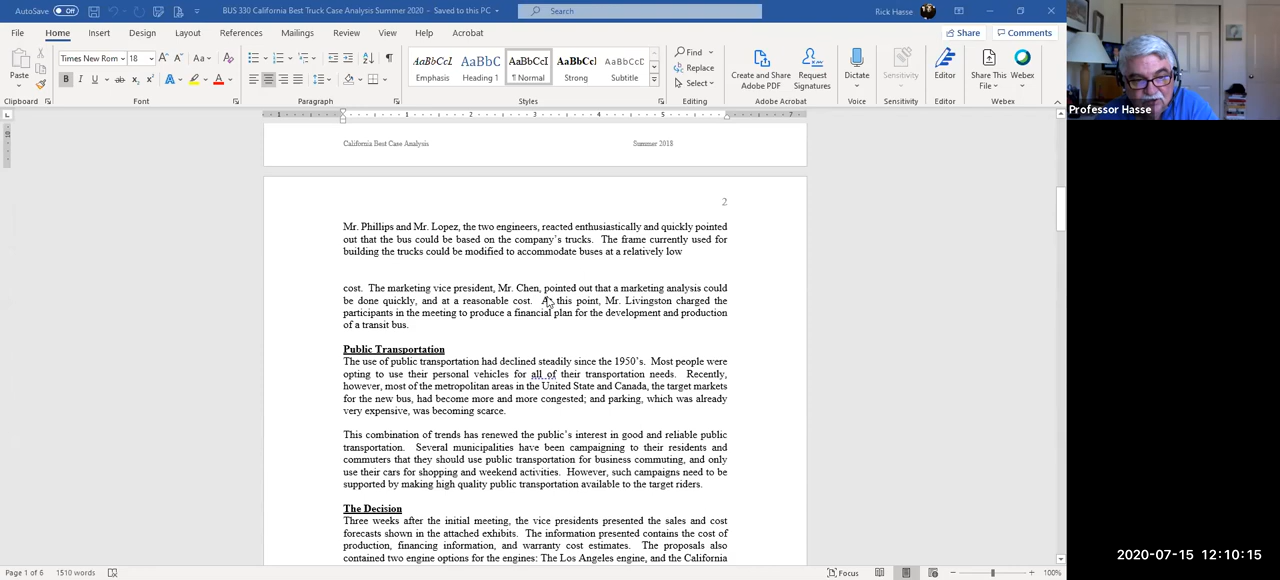 AutoSave Off BUS 330 California Best Truck Case Analysis Summer 2020 - Saved to this PC Search Rick Hasse
File Home Insert Design Layout References Mailings Review View Help Acrobat Share Comments
Paste
Times New Rom 18 Aa
B I U ab x2 x2 A A
AaBbCcI Emphasis
AaBbC Heading 1
AaBbCcI ¶ Normal
AaBbCc Strong
AaBbCcD Subtitle
Find
Replace
Select
Create and Share Adobe PDF
Request Signatures
Dictate
Sensitivity
Editor
Share This File
Webex
Clipboard Font Paragraph Styles Editing Adobe Acrobat Voice Sensitivity Editor Webex
Professor Hasse
1 1 2 3 4 5 7
California Best Case Analysis Summer 2018
2
Mr. Phillips and Mr. Lopez, the two engineers, reacted enthusiastically and quickly pointed
out that the bus could be based on the company's trucks. The frame currently used for
building the trucks could be modified to accommodate buses at a relatively low
cost. The marketing vice president, Mr. Chen, pointed out that a marketing analysis could
be done quickly, and at a reasonable cost. At this point, Mr. Livingston charged the
participants in the meeting to produce a financial plan for the development and production
of a transit bus.
Public Transportation
The use of public transportation had declined steadily since the 1950's. Most people were
opting to use their personal vehicles for all of their transportation needs. Recently,
however, most of the metropolitan areas in the United State and Canada, the target markets
for the new bus, had become more and more congested; and parking, which was already
very expensive, was becoming scarce.
This combination of trends has renewed the public's interest in good and reliable public
transportation. Several municipalities have been campaigning to their residents and
commuters that they should use public transportation for business commuting, and only
use their cars for shopping and weekend activities. However, such campaigns need to be
supported by making high quality public transportation available to the target riders.
The Decision
Three weeks after the initial meeting, the vice presidents presented the sales and cost
forecasts shown in the attached exhibits. The information presented contains the cost of
production, financing information, and warranty cost estimates. The proposals also
contained two engine options for the engines: The Los Angeles engine, and the California
2020-07-15 12:10:15
Page 1 of 6 1510 words Focus 100%